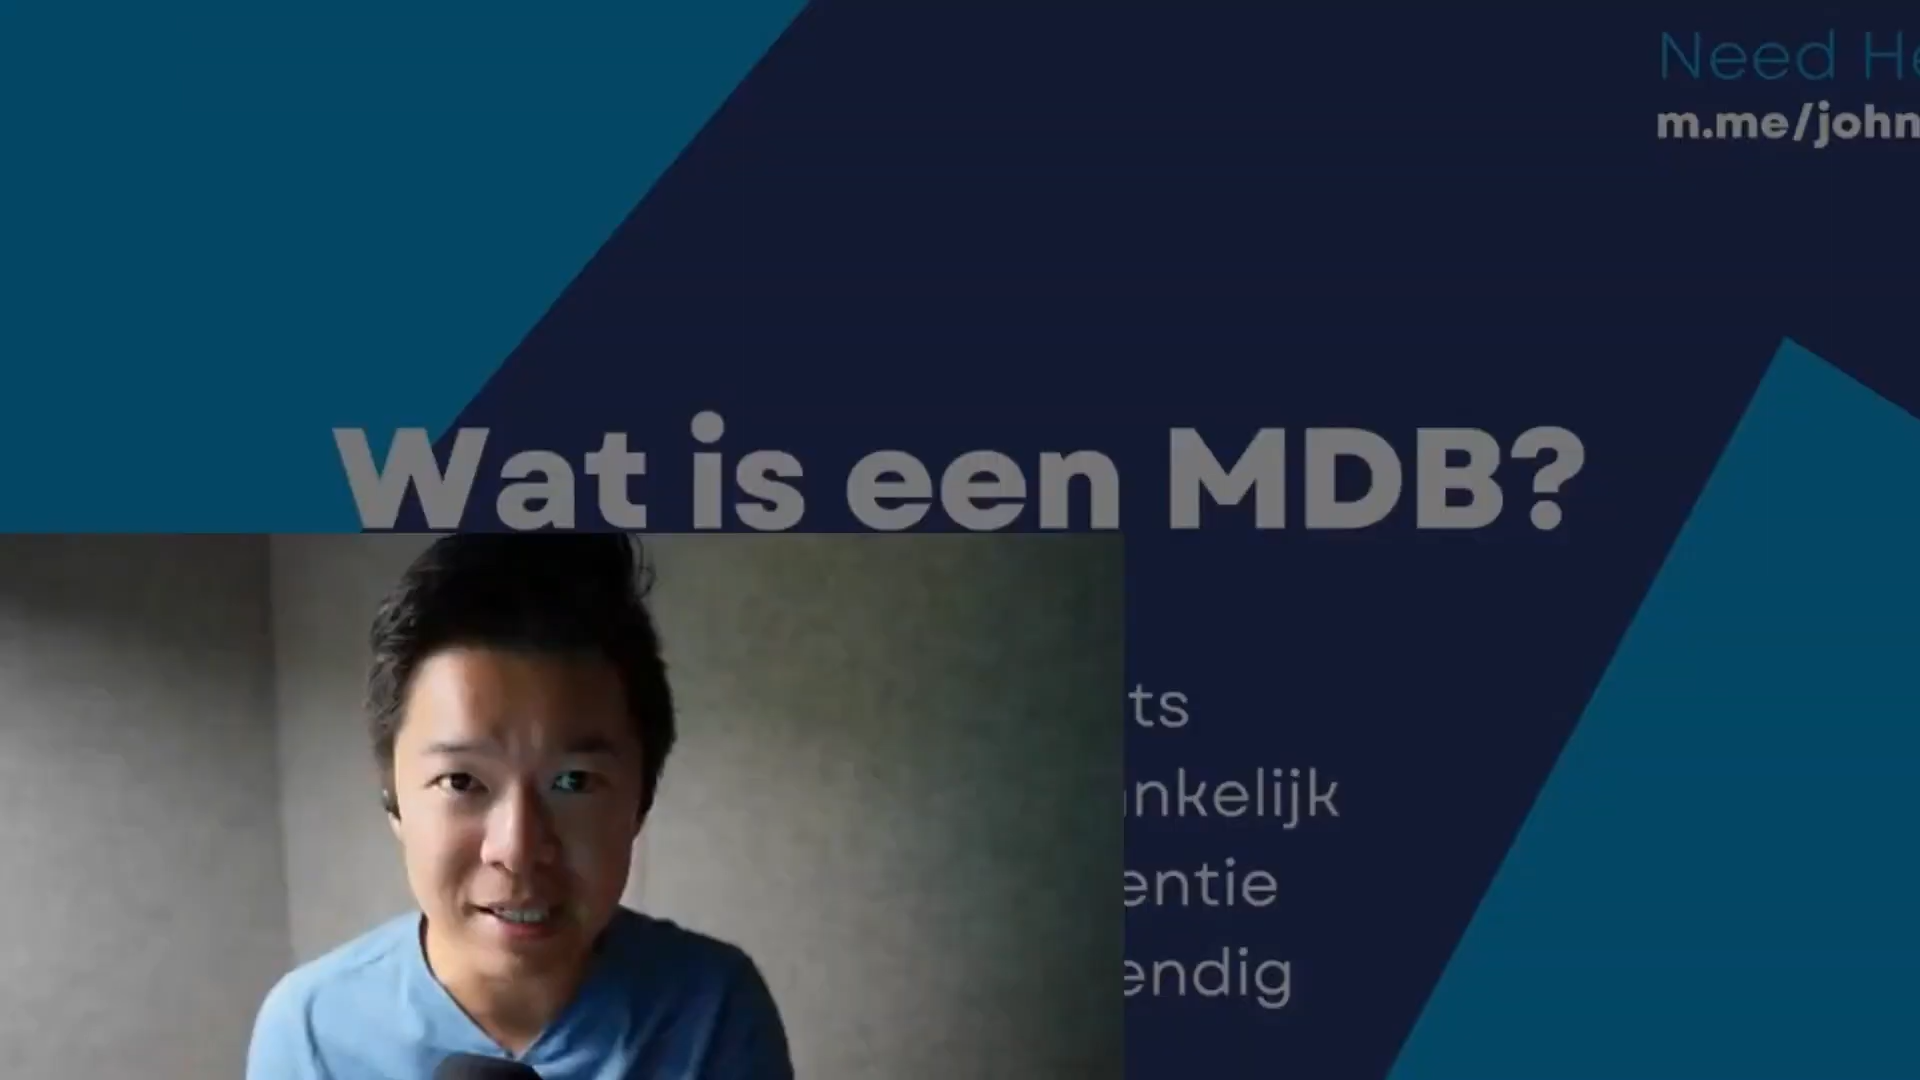 Need He
m.me/john
Wat is een MDB?
ts
nkelijk
entie
endig